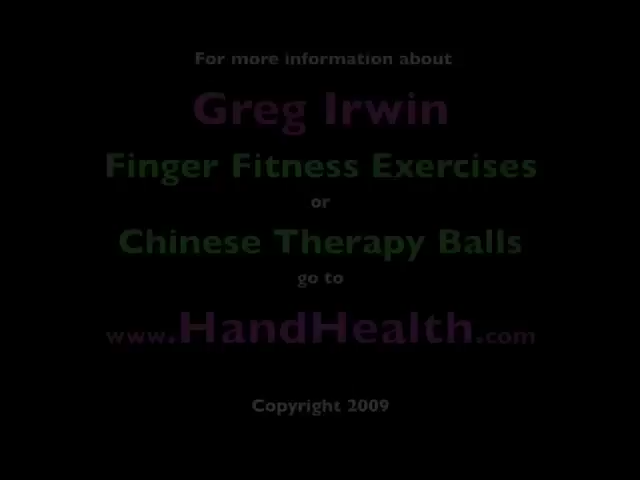 For more information about
Greg Irwin
Finger Fitness Exercises
or
Chinese Therapy Balls
go to
www.HandHealth.com
Copyright 2009